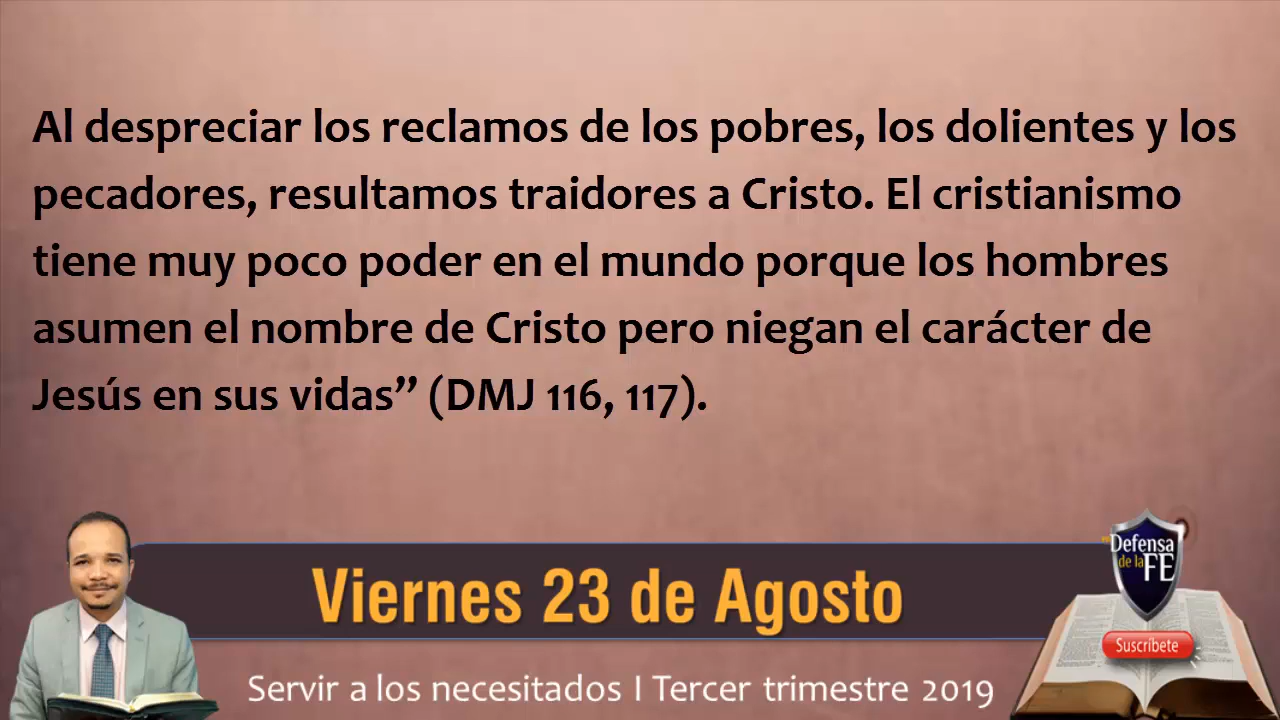 Al despreciar los reclamos de los pobres, los dolientes y los
pecadores, resultamos traidores a Cristo. El cristianismo
tiene muy poco poder en el mundo porque los hombres
asumen el nombre de Cristo pero niegan el carácter de
Jesús en sus vidas” (DMJ 116, 117).
Defensa
de la FE
Viernes 23 de Agosto
Suscríbete
Servir a los necesitados I Tercer trimestre 2019